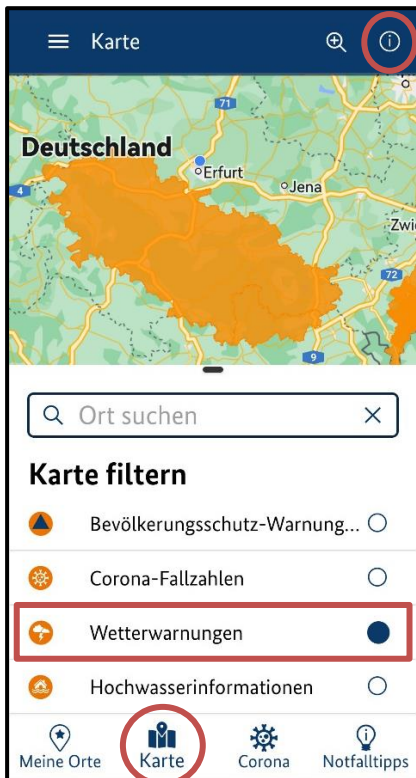 Karte
71
Deutschland
Erfurt
Jena
4
Zwi
72
9
Ort suchen
Karte filtern
Bevölkerungsschutz-Warnung...
Corona-Fallzahlen
Wetterwarnungen
Hochwasserinformationen
Meine Orte
Karte
Corona
Notfalltipps